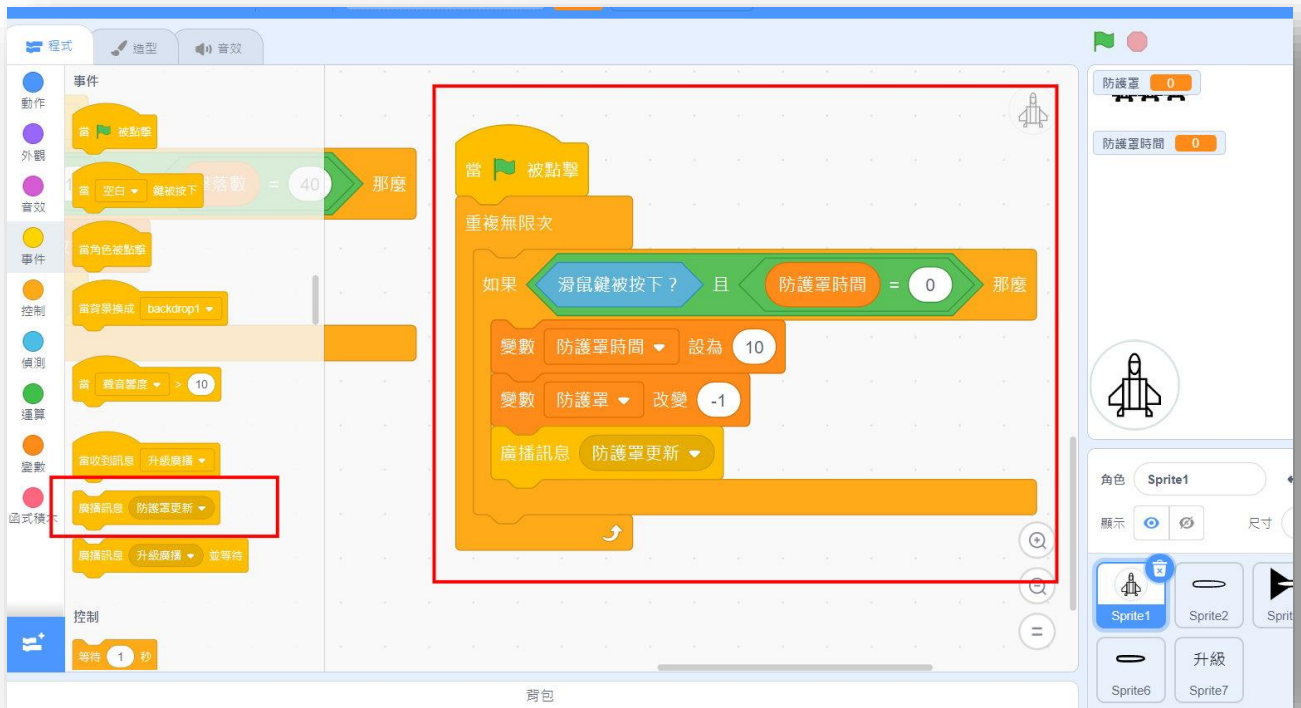 程式
造型
音效
動作
外觀
音效
事件
控制
偵測
運算
變數
函式積木
事件
當 被點擊
當 空白 鍵被按下
當角色被點擊
當背景換成 backdrop1
當 聲音響度 > 10
當收到訊息 升級廣播
廣播訊息 防護罩更新
廣播訊息 升級廣播 並等待
控制
等待 1 秒
落數 = 40 那麼
當 被點擊
重複無限次
如果 滑鼠鍵被按下? 且 防護罩時間 = 0 那麼
變數 防護罩時間 設為 10
變數 防護罩 改變 -1
廣播訊息 防護罩更新
背包
防護罩 0
防護罩時間 0
角色 Sprite1
顯示 尺寸
Sprite1
Sprite2
Sprit
Sprite6
升級
Sprite7